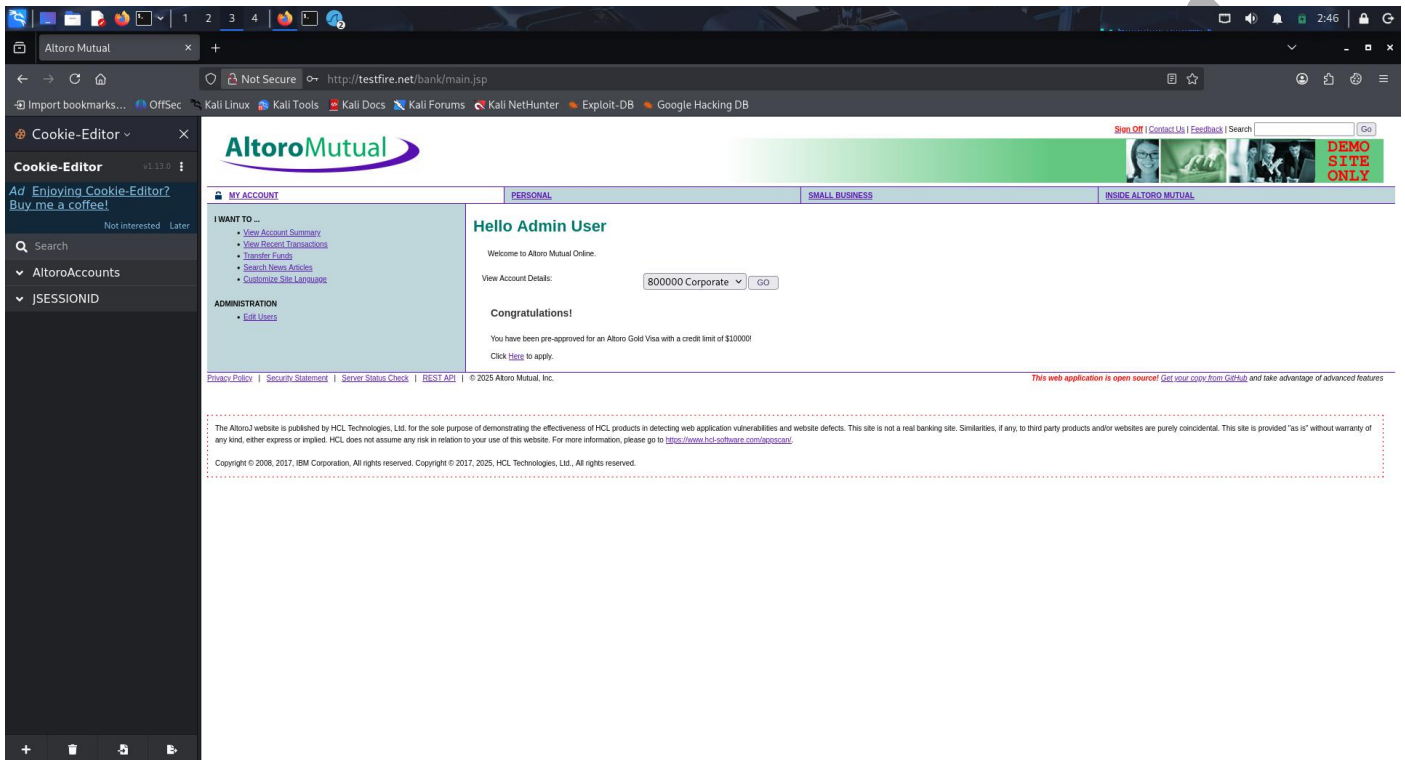 1 2 3 4 2 2:46
Altoro Mutual
Not Secure http://testfire.net/bank/main.jsp
Import bookmarks... OffSec Kali Linux Kali Tools Kali Docs Kali Forums Kali NetHunter Exploit-DB Google Hacking DB
Cookie-Editor
Cookie-Editor v1.13.0
Ad Enjoying Cookie-Editor?
Buy me a coffee!
Not interested Later
Search
AltoroAccounts
JSESSIONID
AltoroMutual
Sign Off | Contact Us | Feedback | Search Go
DEMO
SITE
ONLY
MY ACCOUNT PERSONAL SMALL BUSINESS INSIDE ALTORO MUTUAL
I WANT TO ...
• View Account Summary
• View Recent Transactions
• Transfer Funds
• Search News Articles
• Customize Site Language
ADMINISTRATION
• Edit Users
Hello Admin User
Welcome to Altoro Mutual Online.
View Account Details: 800000 Corporate GO
Congratulations!
You have been pre-approved for an Altoro Gold Visa with a credit limit of $10000!
Click Here to apply.
Privacy Policy | Security Statement | Server Status Check | REST API | © 2025 Altoro Mutual, Inc. This web application is open source! Get your copy from GitHub and take advantage of advanced features
The AltoroJ website is published by HCL Technologies, Ltd. for the sole purpose of demonstrating the effectiveness of HCL products in detecting web application vulnerabilities and website defects. This site is not a real banking site. Similarities, if any, to third party products and/or websites are purely coincidental. This site is provided "as is" without warranty of
any kind, either express or implied. HCL does not assume any risk in relation to your use of this website. For more information, please go to https://www.hcl-software.com/appscan/.
Copyright © 2008, 2017, IBM Corporation, All rights reserved. Copyright © 2017, 2025, HCL Technologies, Ltd., All rights reserved.